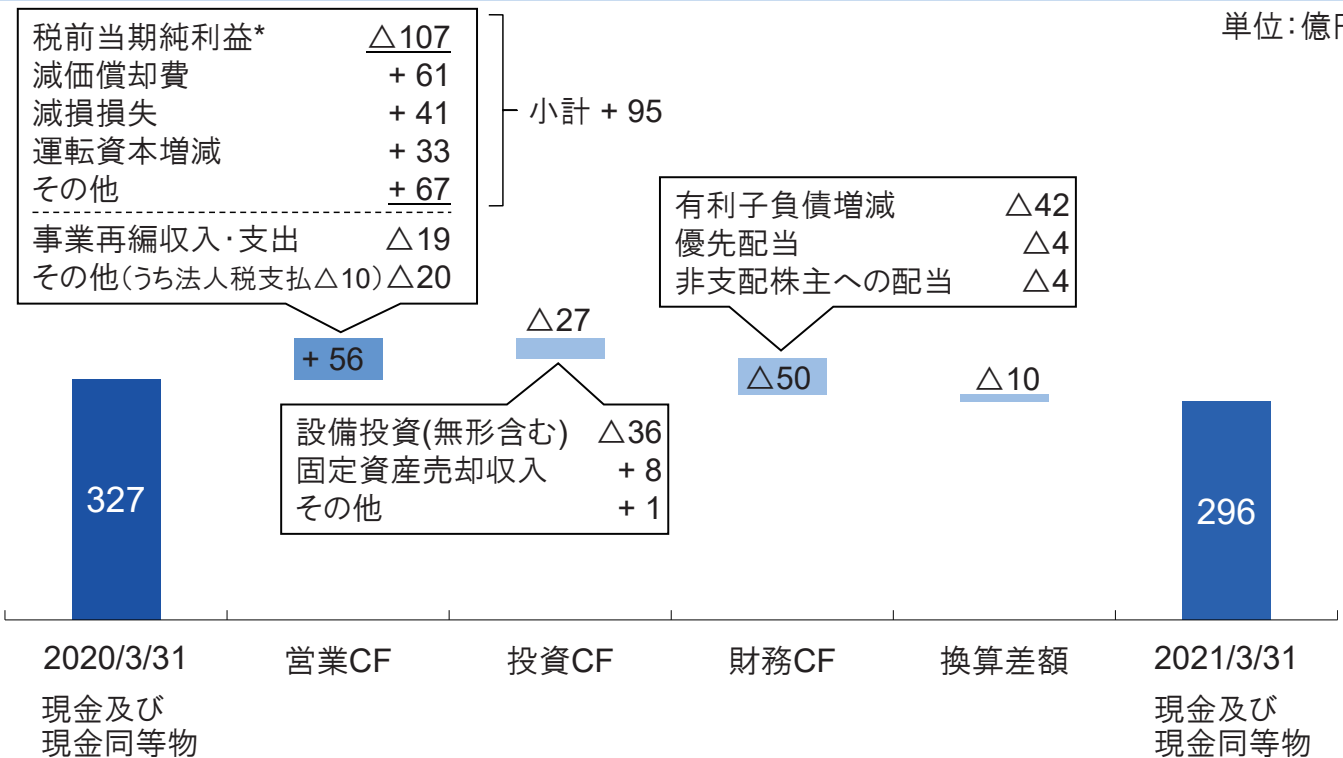 単位：億円
税前当期純利益* △107
減価償却費 + 61
減損損失 + 41
運転資本増減 + 33
その他 + 67
小計 + 95
事業再編収入・支出 △19
その他(うち法人税支払△10) △20
有利子負債増減 △42
優先配当 △4
非支配株主への配当 △4
+ 56
△27
△50
△10
設備投資(無形含む) △36
固定資産売却収入 + 8
その他 + 1
327
296
2020/3/31
現金及び
現金同等物
営業CF
投資CF
財務CF
換算差額
2021/3/31
現金及び
現金同等物